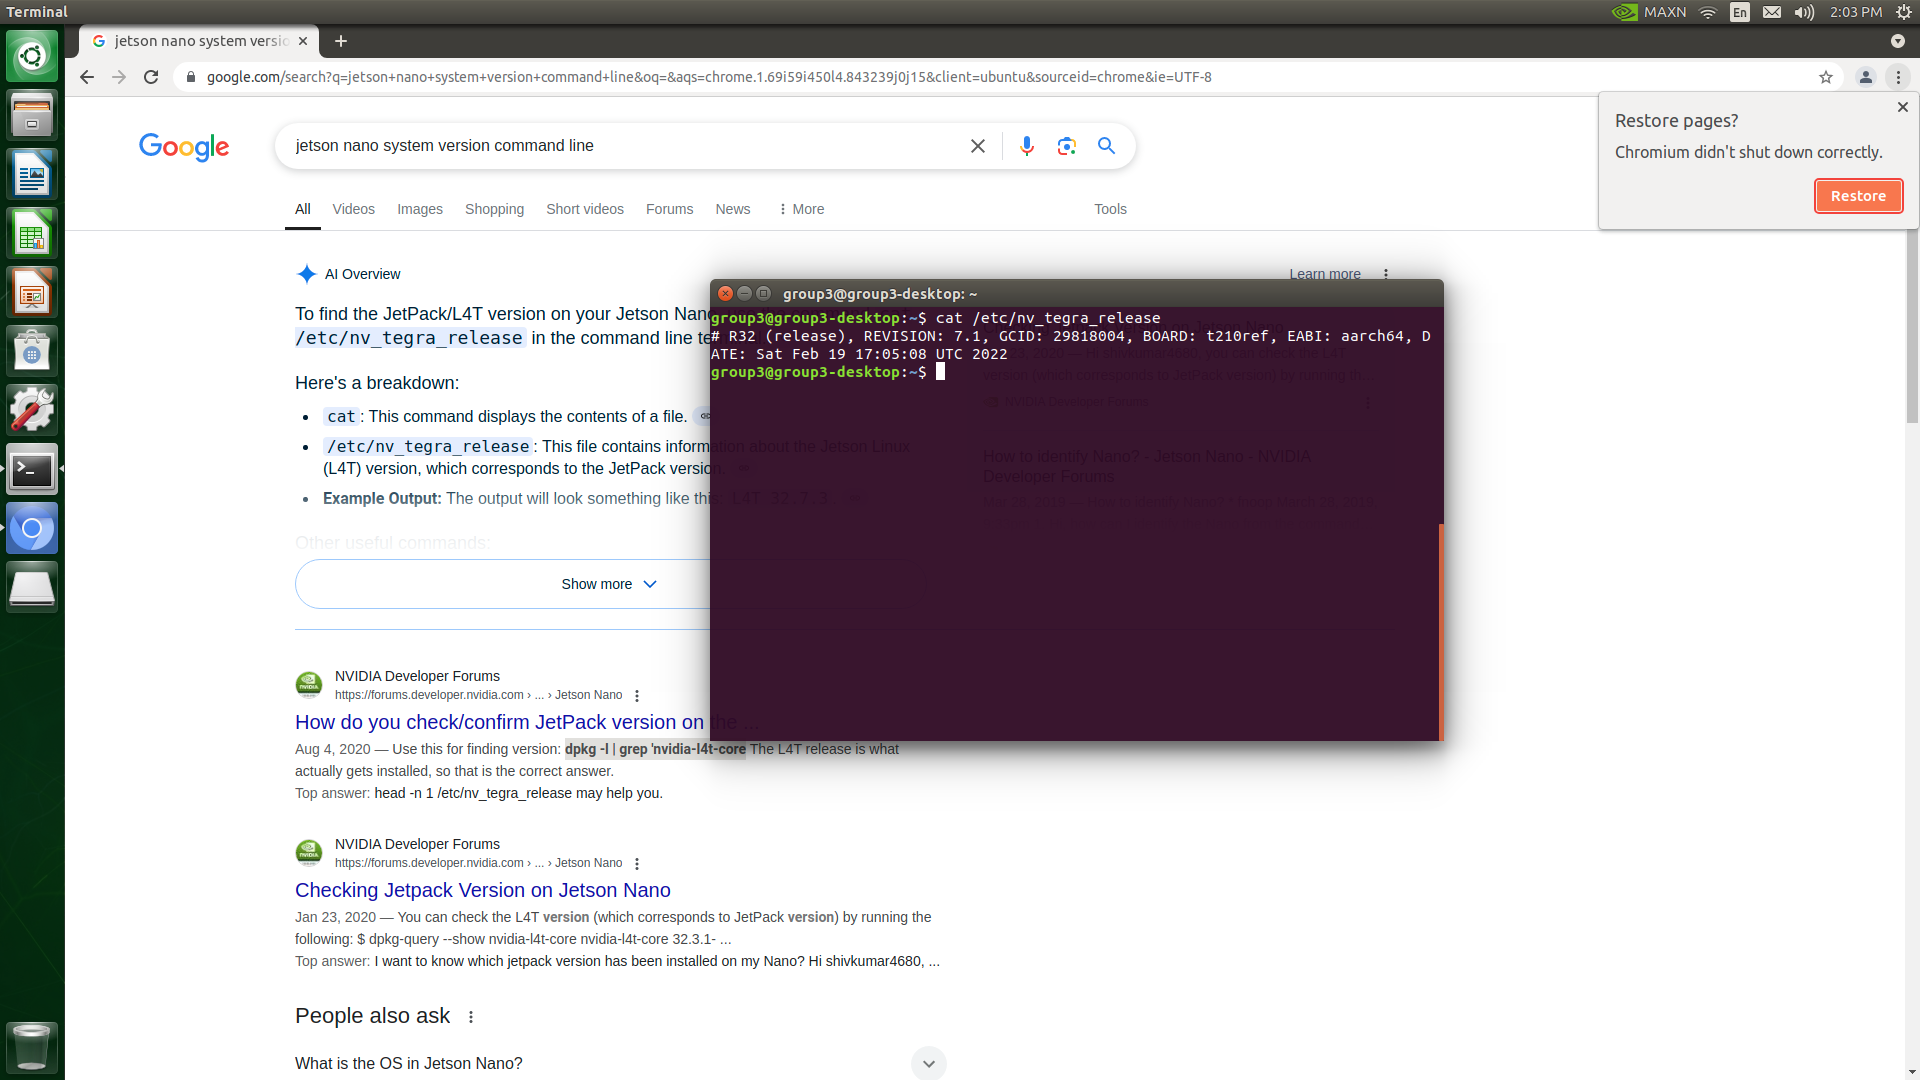 Terminal
MAXN
En
2:03 PM
jetson nano system versio
google.com/search?q=jetson+nano+system+version+command+line&oq=&aqs=chrome.1.69i59i450l4.843239j0j15&client=ubuntu&sourceid=chrome&ie=UTF-8
Restore pages?
Chromium didn't shut down correctly.
Restore
Google
jetson nano system version command line
All
Videos
Images
Shopping
Short videos
Forums
News
More
Tools
AI Overview
Learn more
To find the JetPack/L4T version on your Jetson Nano
/etc/nv_tegra_release in the command line
Here's a breakdown:
• cat: This command displays the contents of a file.
• /etc/nv_tegra_release: This file contains information about the Jetson Linux
(L4T) version, which corresponds to the JetPack version.
• Example Output: The output will look something like this: L4T 32.7.3
Other useful commands:
Show more
group3@group3-desktop: ~
group3@group3-desktop:~$ cat /etc/nv_tegra_release
# R32 (release), REVISION: 7.1, GCID: 29818004, BOARD: t210ref, EABI: aarch64, D
ATE: Sat Feb 19 17:05:08 UTC 2022
group3@group3-desktop:~$
NVIDIA Developer Forums
How to identify Nano? - Jetson Nano - NVIDIA
Developer Forums
NVIDIA Developer Forums
https://forums.developer.nvidia.com › ... › Jetson Nano
How do you check/confirm JetPack version on the ...
Aug 4, 2020 — Use this for finding version: dpkg -l | grep 'nvidia-l4t-core The L4T release is what
actually gets installed, so that is the correct answer.
Top answer: head -n 1 /etc/nv_tegra_release may help you.
NVIDIA Developer Forums
https://forums.developer.nvidia.com › ... › Jetson Nano
Checking Jetpack Version on Jetson Nano
Jan 23, 2020 — You can check the L4T version (which corresponds to JetPack version) by running the
following: $ dpkg-query --show nvidia-l4t-core nvidia-l4t-core 32.3.1- ...
Top answer: I want to know which jetpack version has been installed on my Nano? Hi shivkumar4680, ...
People also ask
What is the OS in Jetson Nano?